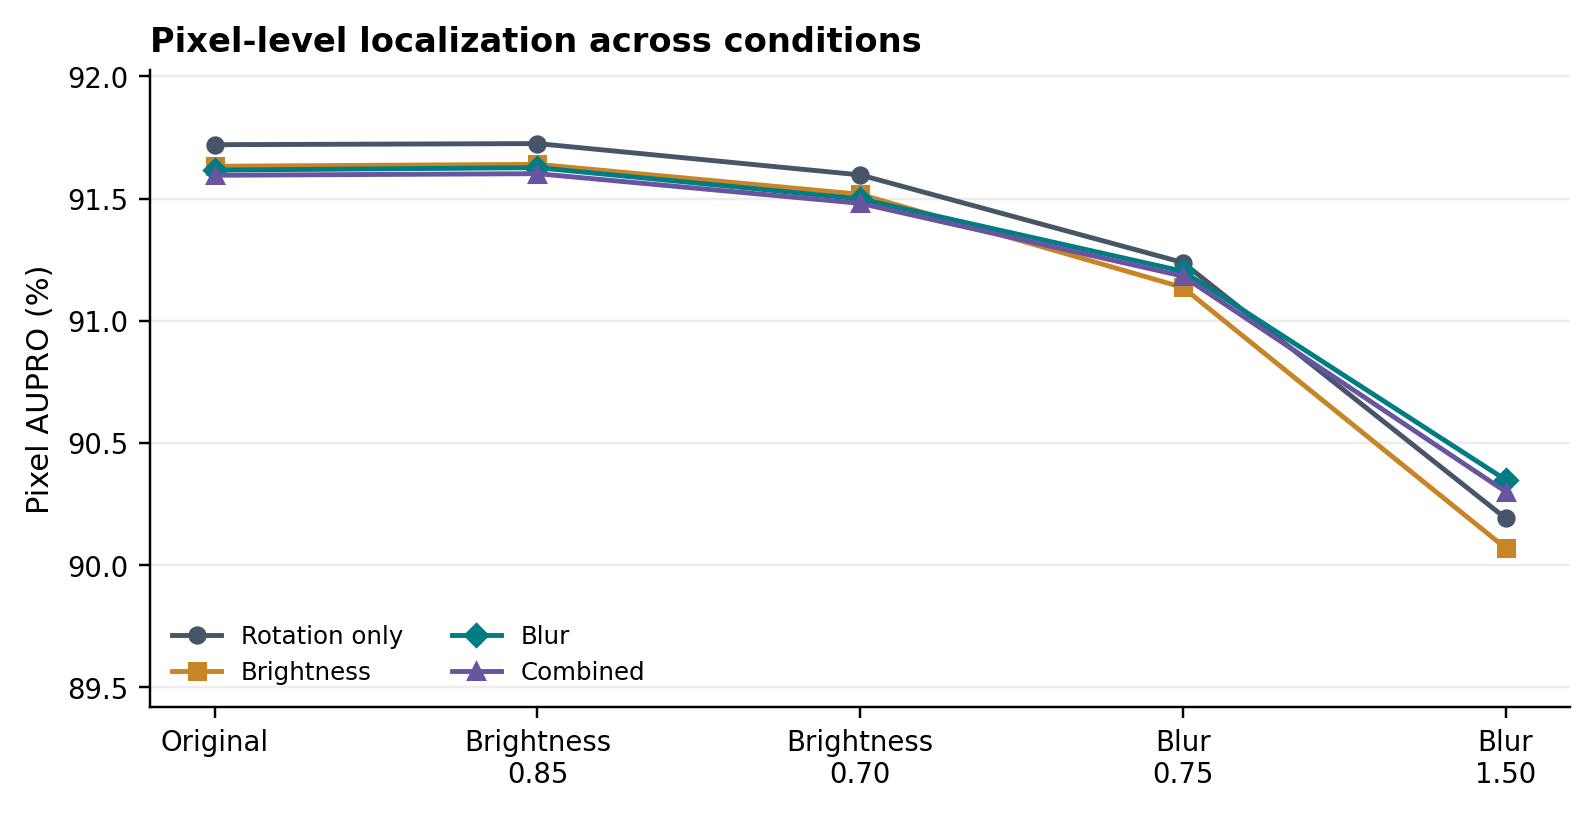 Pixel-level localization across conditions
Pixel AUPRO (%)
92.0
91.5
91.0
90.5
90.0
89.5
Rotation only
Brightness
Blur
Combined
Original
Brightness
0.85
Brightness
0.70
Blur
0.75
Blur
1.50